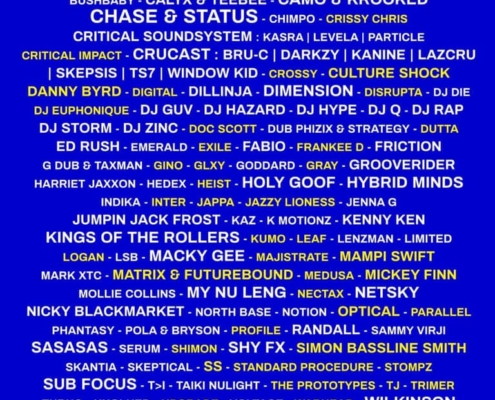 BUSHBABY - CALYX & TEEBEE - CAMO & KROOKED
CHASE & STATUS - CHIMPO - CRISSY CHRIS
CRITICAL SOUNDSYSTEM : KASRA | LEVELA | PARTICLE
CRITICAL IMPACT - CRUCAST : BRU-C | DARKZY | KANINE | LAZCRU
| SKEPSIS | TS7 | WINDOW KID - CROSSY - CULTURE SHOCK
DANNY BYRD - DIGITAL - DILLINJA - DIMENSION - DISRUPTA - DJ DIE
DJ EUPHONIQUE - DJ GUV - DJ HAZARD - DJ HYPE - DJ Q - DJ RAP
DJ STORM - DJ ZINC - DOC SCOTT - DUB PHIZIX & STRATEGY - DUTTA
ED RUSH - EMERALD - EXILE - FABIO - FRANKEE D - FRICTION
G DUB & TAXMAN - GINO - GLXY - GODDARD - GRAY - GROOVERIDER
HARRIET JAXXON - HEDEX - HEIST - HOLY GOOF - HYBRID MINDS
INDIKA - INTER - JAPPA - JAZZY LIONESS - JENNA G
JUMPIN JACK FROST - KAZ - K MOTIONZ - KENNY KEN
KINGS OF THE ROLLERS - KUMO - LEAF - LENZMAN - LIMITED
LOGAN - LSB - MACKY GEE - MAJISTRATE - MAMPI SWIFT
MARK XTC - MATRIX & FUTUREBOUND - MEDUSA - MICKEY FINN
MOLLIE COLLINS - MY NU LENG - NECTAX - NETSKY
NICKY BLACKMARKET - NORTH BASE - NOTION - OPTICAL - PARALLEL
PHANTASY - POLA & BRYSON - PROFILE - RANDALL - SAMMY VIRJI
SASASAS - SERUM - SHIMON - SHY FX - SIMON BASSLINE SMITH
SKANTIA - SKEPTICAL - SS - STANDARD PROCEDURE - STOMPZ
SUB FOCUS - T>I - TAIKI NULIGHT - THE PROTOTYPES - TJ - TRIMER
WILKINSON